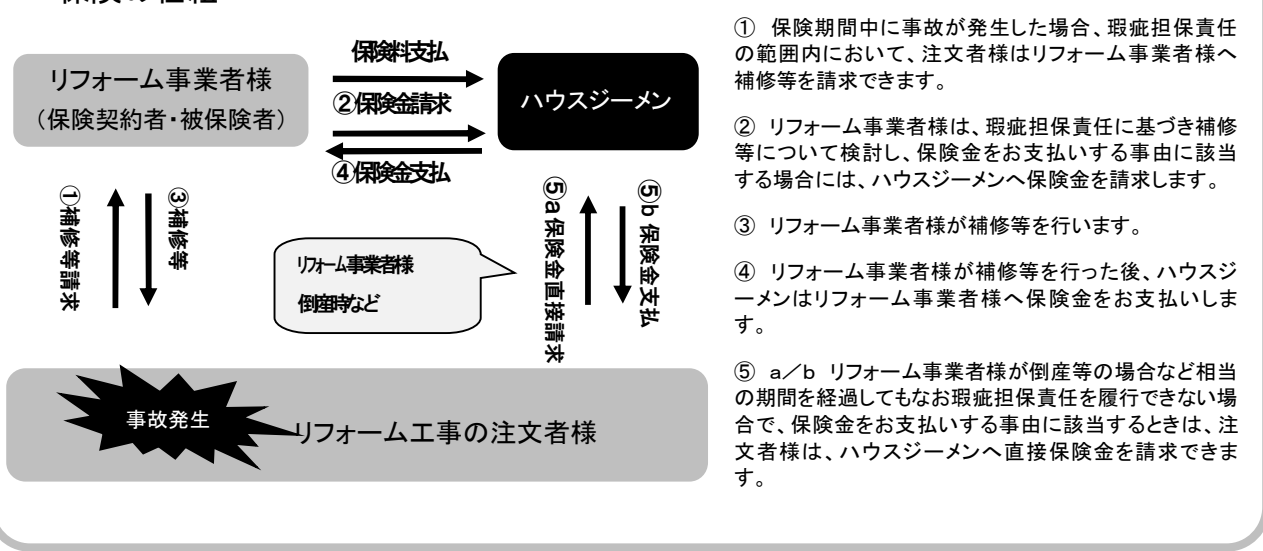 保険の仕組
リフォーム事業者様
（保険契約者・被保険者）
保険料支払
②保険金請求
④保険金支払
ハウスジーメン
①補修等請求
③補修等
リフォーム事業者様
倒産時など
⑤a 保険金直接請求
⑤b 保険金支払
事故発生
リフォーム工事の注文者様
① 保険期間中に事故が発生した場合、瑕疵担保責任
の範囲内において、注文者様はリフォーム事業者様へ
補修等を請求できます。
② リフォーム事業者様は、瑕疵担保責任に基づき補修
等について検討し、保険金をお支払いする事由に該当
する場合には、ハウスジーメンへ保険金を請求します。
③ リフォーム事業者様が補修等を行います。
④ リフォーム事業者様が補修等を行った後、ハウスジ
ーメンはリフォーム事業者様へ保険金をお支払いしま
す。
⑤ a／b リフォーム事業者様が倒産等の場合など相当
の期間を経過してもなお瑕疵担保責任を履行できない場
合で、保険金をお支払いする事由に該当するときは、注
文者様は、ハウスジーメンへ直接保険金を請求できま
す。